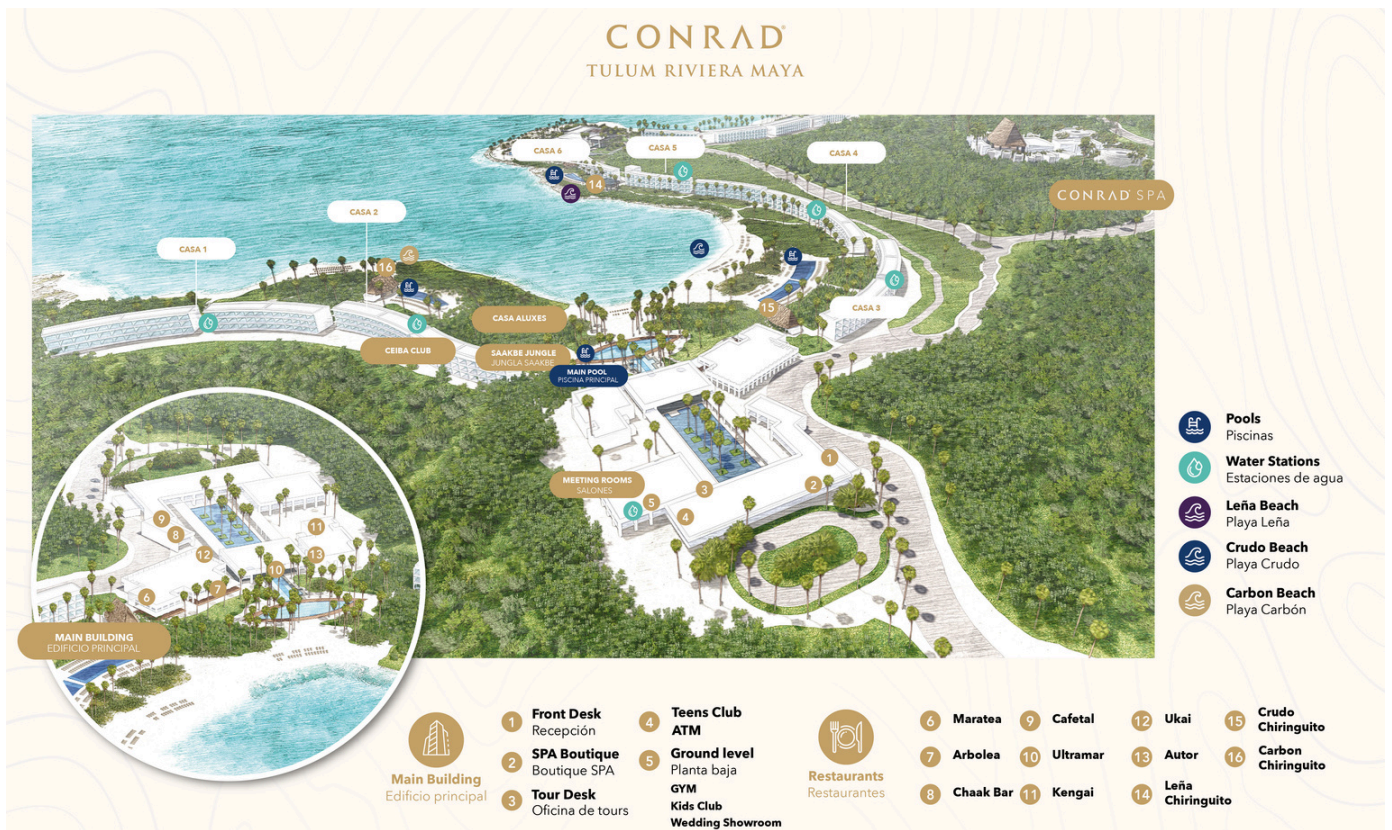 CONRAD
TULUM RIVIERA MAYA
CASA 6
CASA 5
CASA 4
14
CONRAD SPA
CASA 2
CASA 1
16
15
CASA 3
CASA ALUXES
CEIBA CLUB
SAAKBE JUNGLE
JUNGLA SAAKBE
MAIN POOL
PISCINA PRINCIPAL
MEETING ROOMS
SALONES
1
2
3
4
5
9
8
11
12
13
10
7
6
MAIN BUILDING
EDIFICIO PRINCIPAL
Pools
Piscinas
Water Stations
Estaciones de agua
Leña Beach
Playa Leña
Crudo Beach
Playa Crudo
Carbon Beach
Playa Carbón
Main Building
Edificio principal
1 Front Desk
Recepción
2 SPA Boutique
Boutique SPA
3 Tour Desk
Oficina de tours
4 Teens Club
ATM
5 Ground level
Planta baja
GYM
Kids Club
Wedding Showroom
Restaurants
Restaurantes
6 Maratea
7 Arbolea
8 Chaak Bar
9 Cafetal
10 Ultramar
11 Kengai
12 Ukai
13 Autor
14 Leña
Chiringuito
15 Crudo
Chiringuito
16 Carbon
Chiringuito